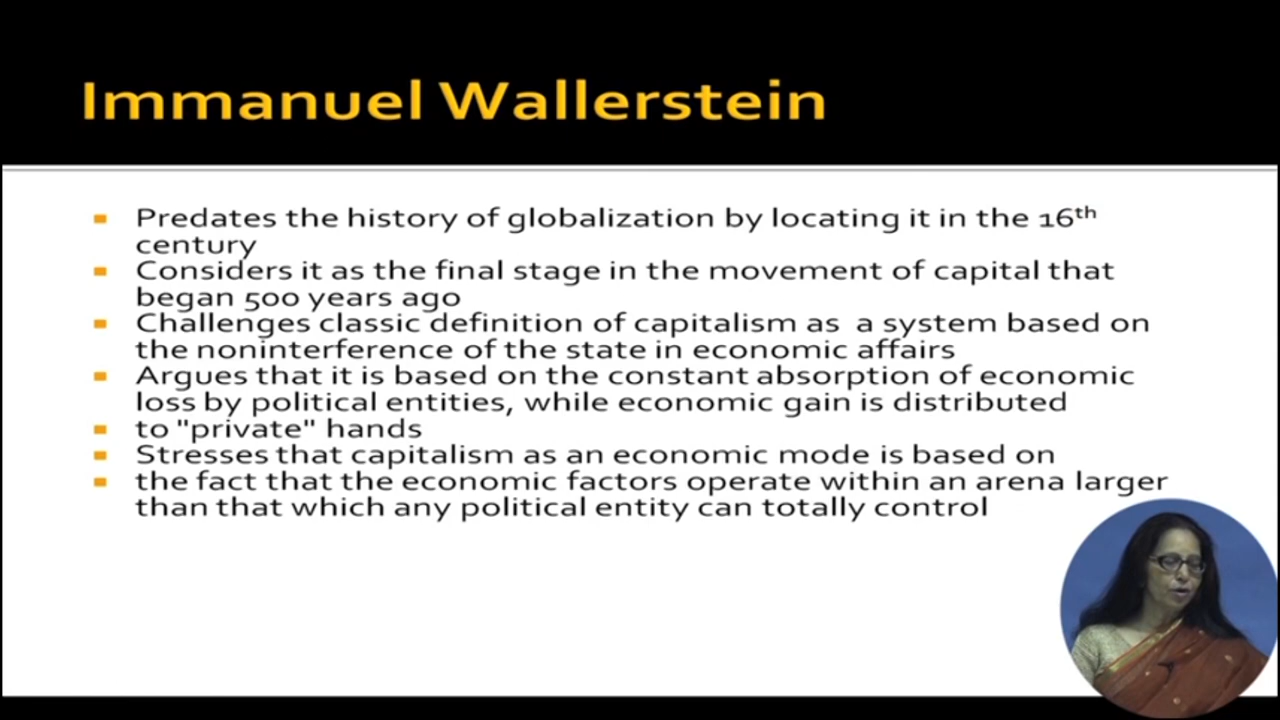 Immanuel Wallerstein
Predates the history of globalization by locating it in the 16th
century
Considers it as the final stage in the movement of capital that
began 500 years ago
Challenges classic definition of capitalism as a system based on
the noninterference of the state in economic affairs
Argues that it is based on the constant absorption of economic
loss by political entities, while economic gain is distributed
to "private" hands
Stresses that capitalism as an economic mode is based on
the fact that the economic factors operate within an arena larger
than that which any political entity can totally control